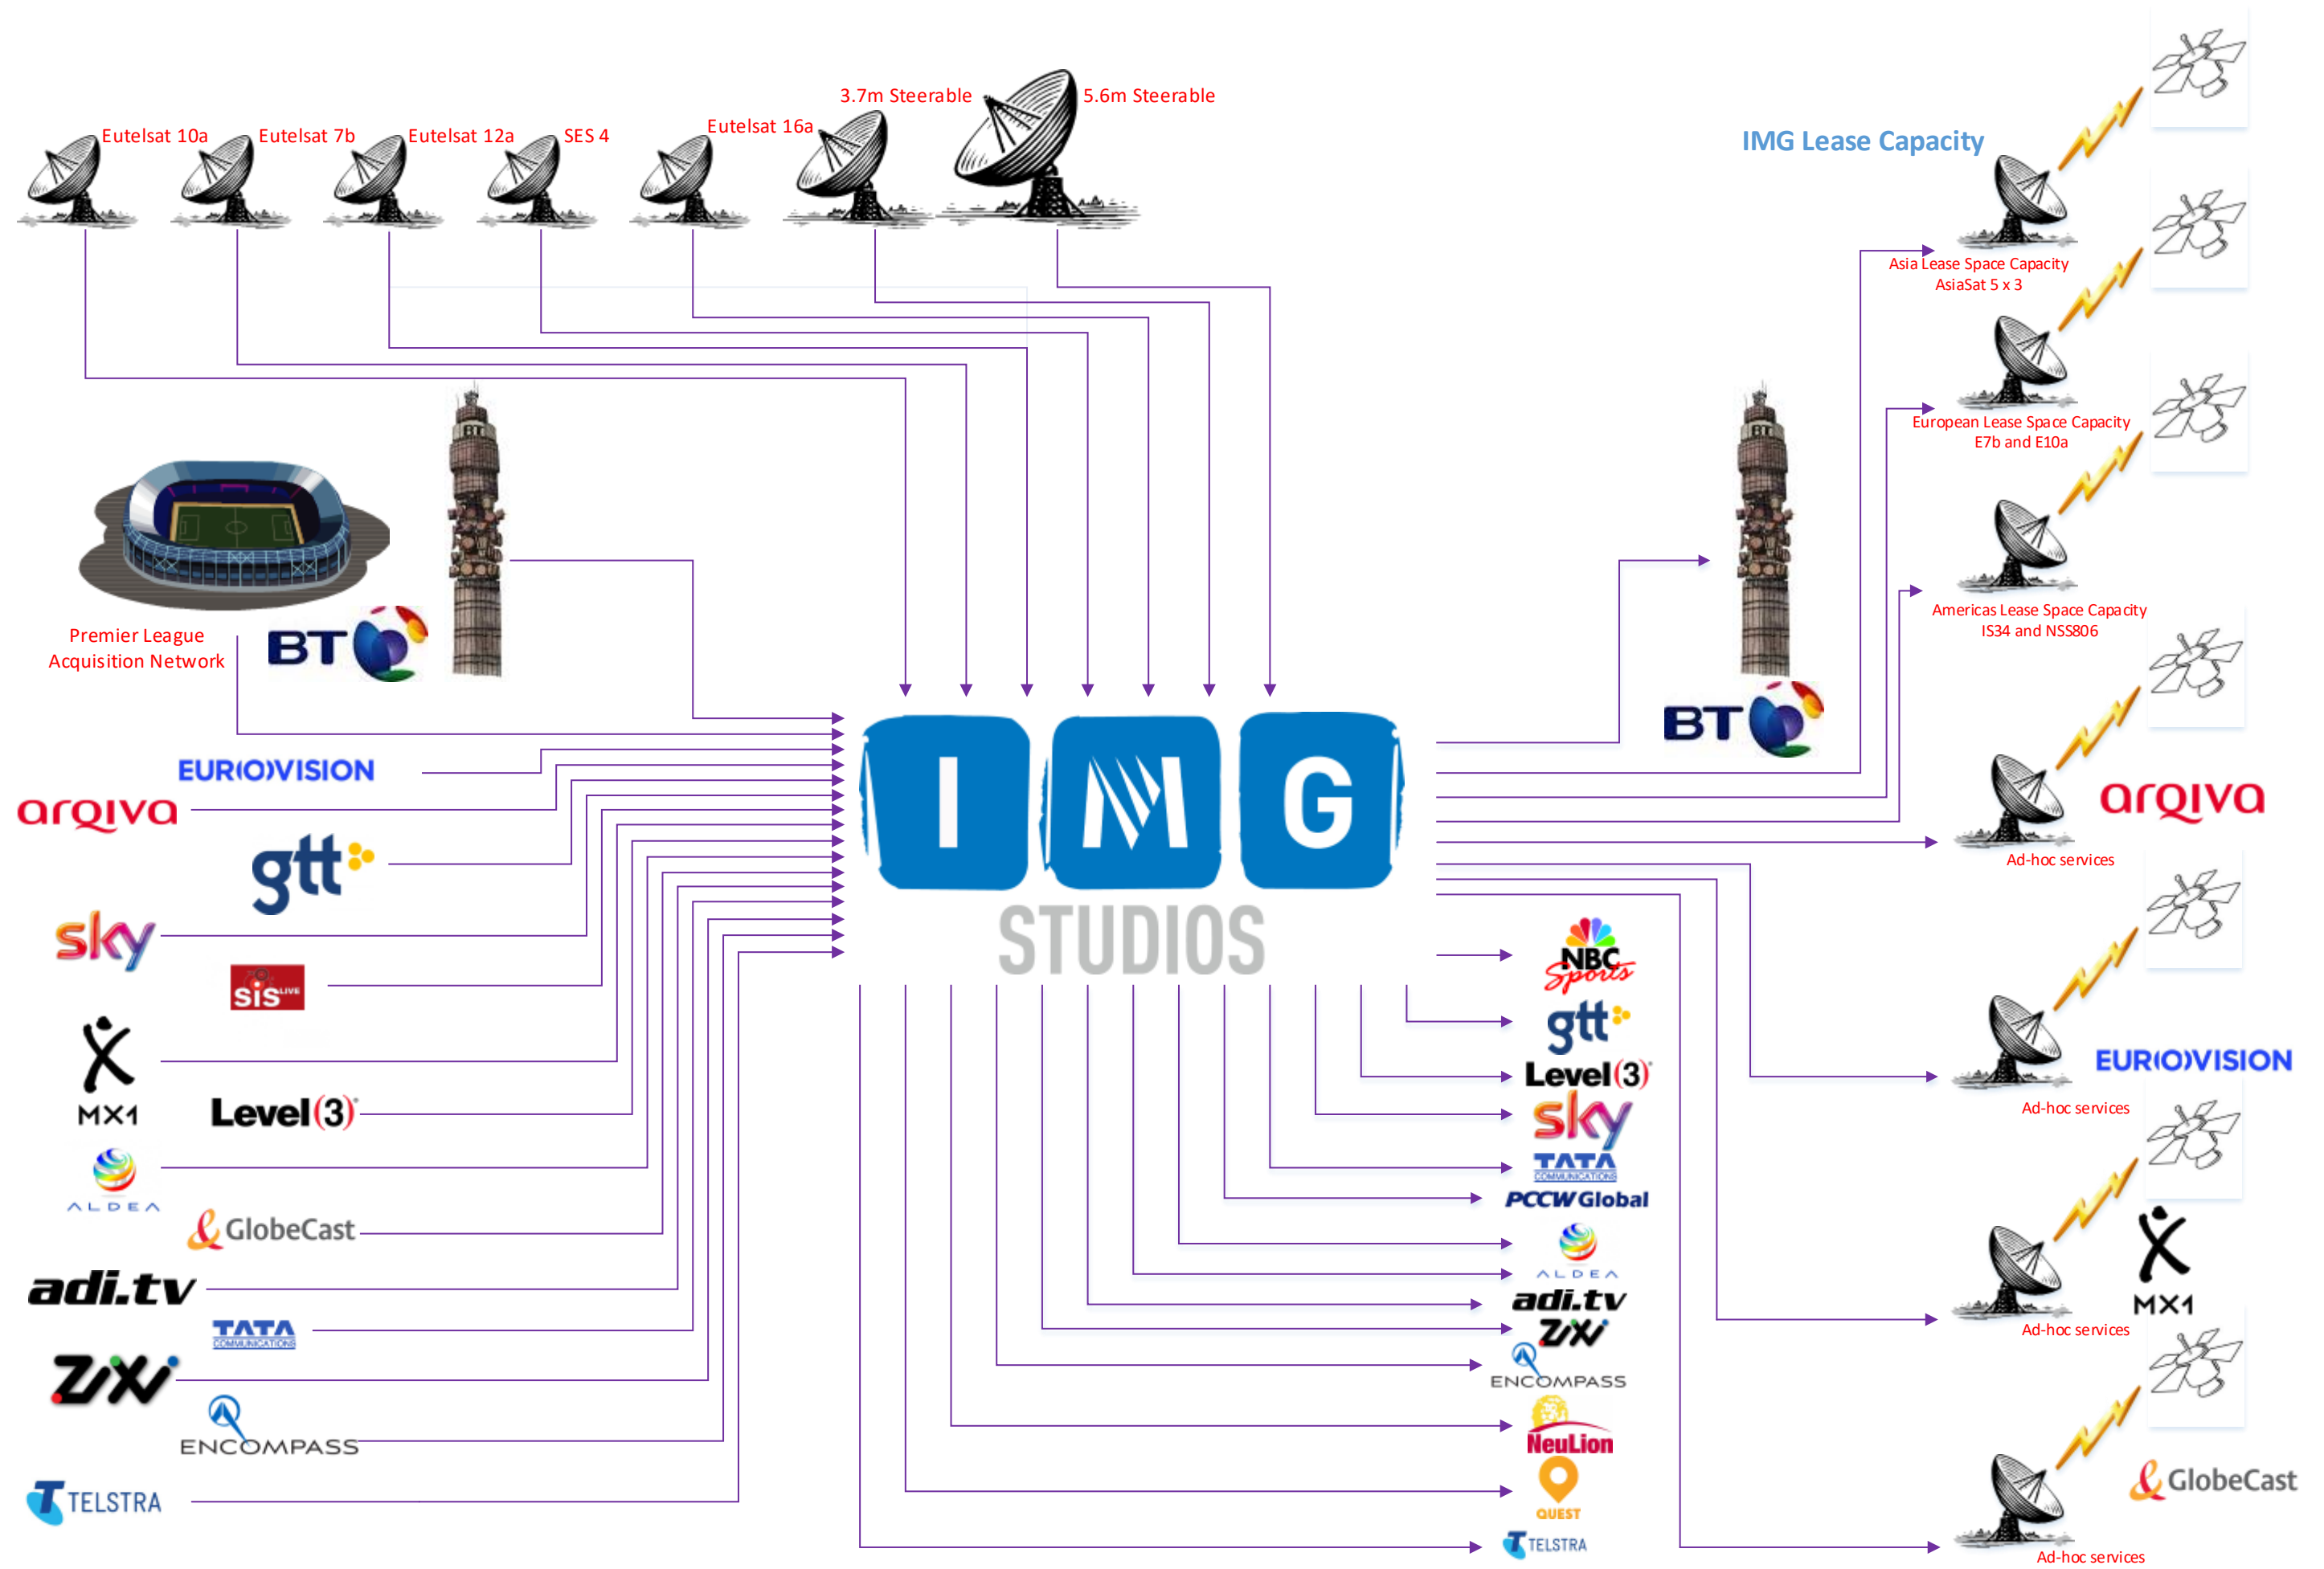 3.7m Steerable
5.6m Steerable
Eutelsat 10a
Eutelsat 7b
Eutelsat 12a
SES 4
Eutelsat 16a
IMG Lease Capacity
Asia Lease Space Capacity
AsiaSat 5 x 3
European Lease Space Capacity
E7b and E10a
Americas Lease Space Capacity
IS34 and NSS806
BT
BT
Premier League
Acquisition Network
BT
BT
EUROVISION
arqiva
gtt
sky
SIS LIVE
MX1
Level(3)
ALDEA
GlobeCast
adi.tv
TATA
COMMUNICATIONS
ZiXi
ENCOMPASS
TELSTRA
I M G
STUDIOS
NBC
Sports
gtt
Level(3)
sky
TATA
COMMUNICATIONS
PCCW Global
ALDEA
adi.tv
ZiXi
ENCOMPASS
NeuLion
QUEST
TELSTRA
arqiva
Ad-hoc services
EUROVISION
Ad-hoc services
MX1
Ad-hoc services
GlobeCast
Ad-hoc services